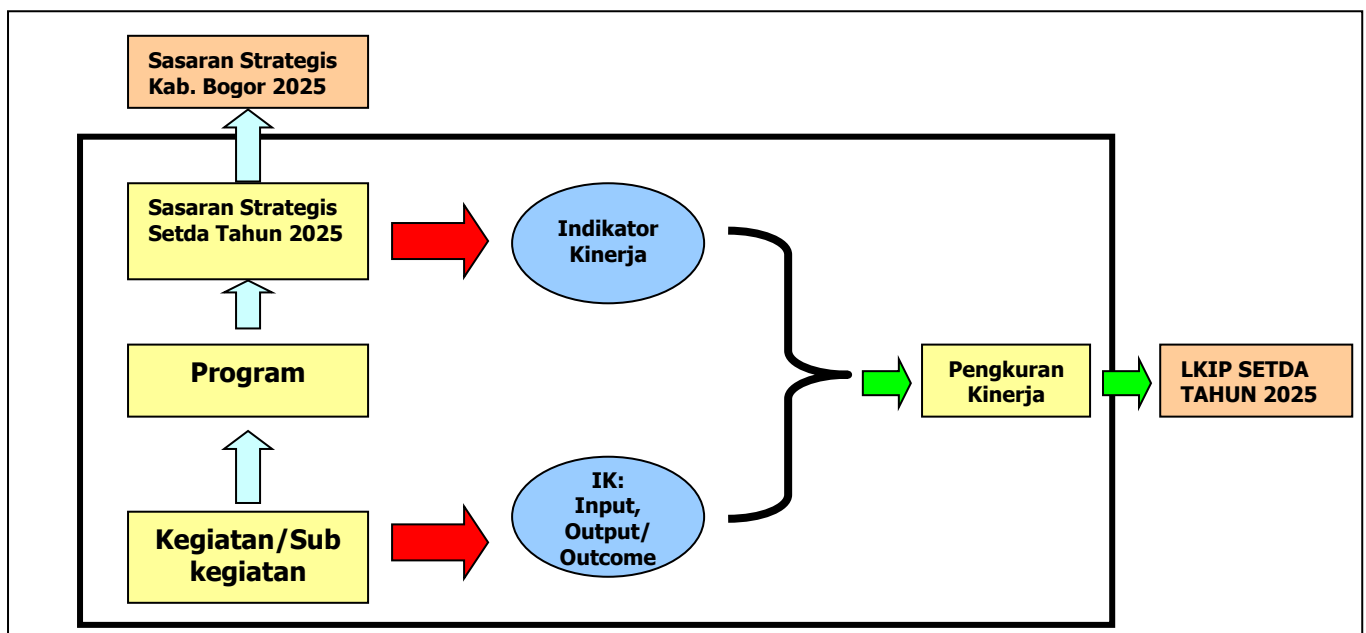 Sasaran Strategis
Kab. Bogor 2025
Sasaran Strategis
Setda Tahun 2025
Indikator
Kinerja
Program
Pengkuran
Kinerja
LKIP SETDA
TAHUN 2025
Kegiatan/Sub
kegiatan
IK:
Input,
Output/
Outcome